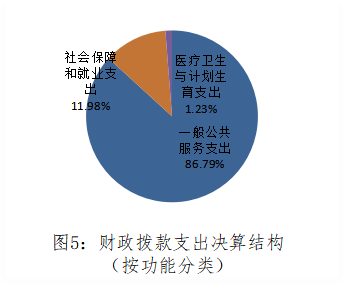 社会保障
和就业支
出
11.98%
医疗卫生
与计划生
育支出
1.23%
一般公共
服务支出
86.79%
图5：财政拨款支出决算结构
（按功能分类）